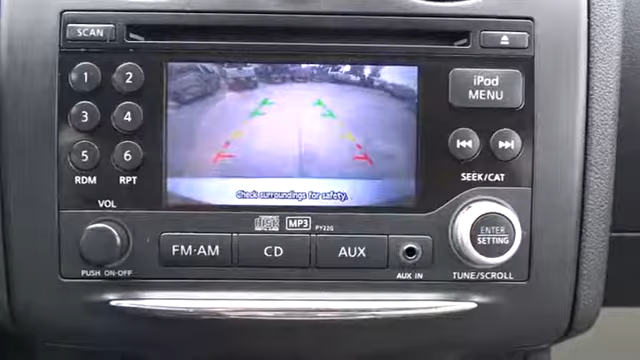 SCAN
iPod
MENU
1 2
3 4
5 6
RDM RPT
SEEK/CAT
Check surroundings for safety.
VOL
disc MP3 PY22G
FM·AM CD AUX
ENTER
SETTING
PUSH ON·OFF
AUX IN
TUNE/SCROLL